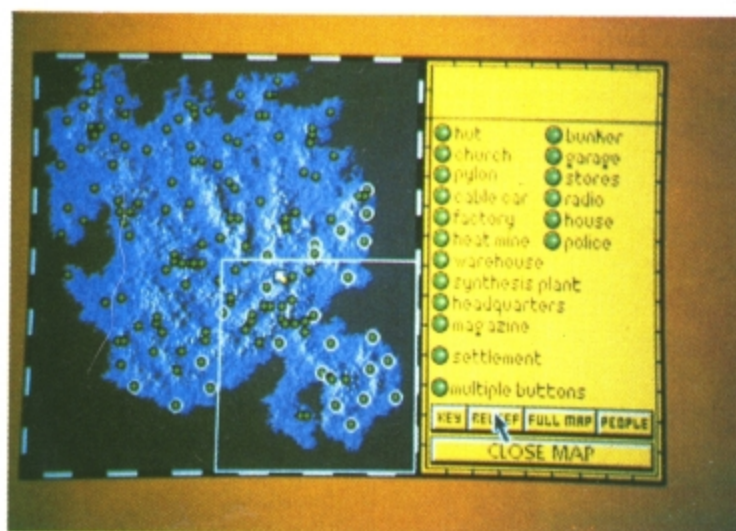 hut
bunker
church
garage
pylon
stores
cable car
radio
factory
house
heat mine
police
warehouse
synthesis plant
headquarters
magazine
settlement
multiple buttons
KEY
RELIEF
FULL MAP
PEOPLE
CLOSE MAP